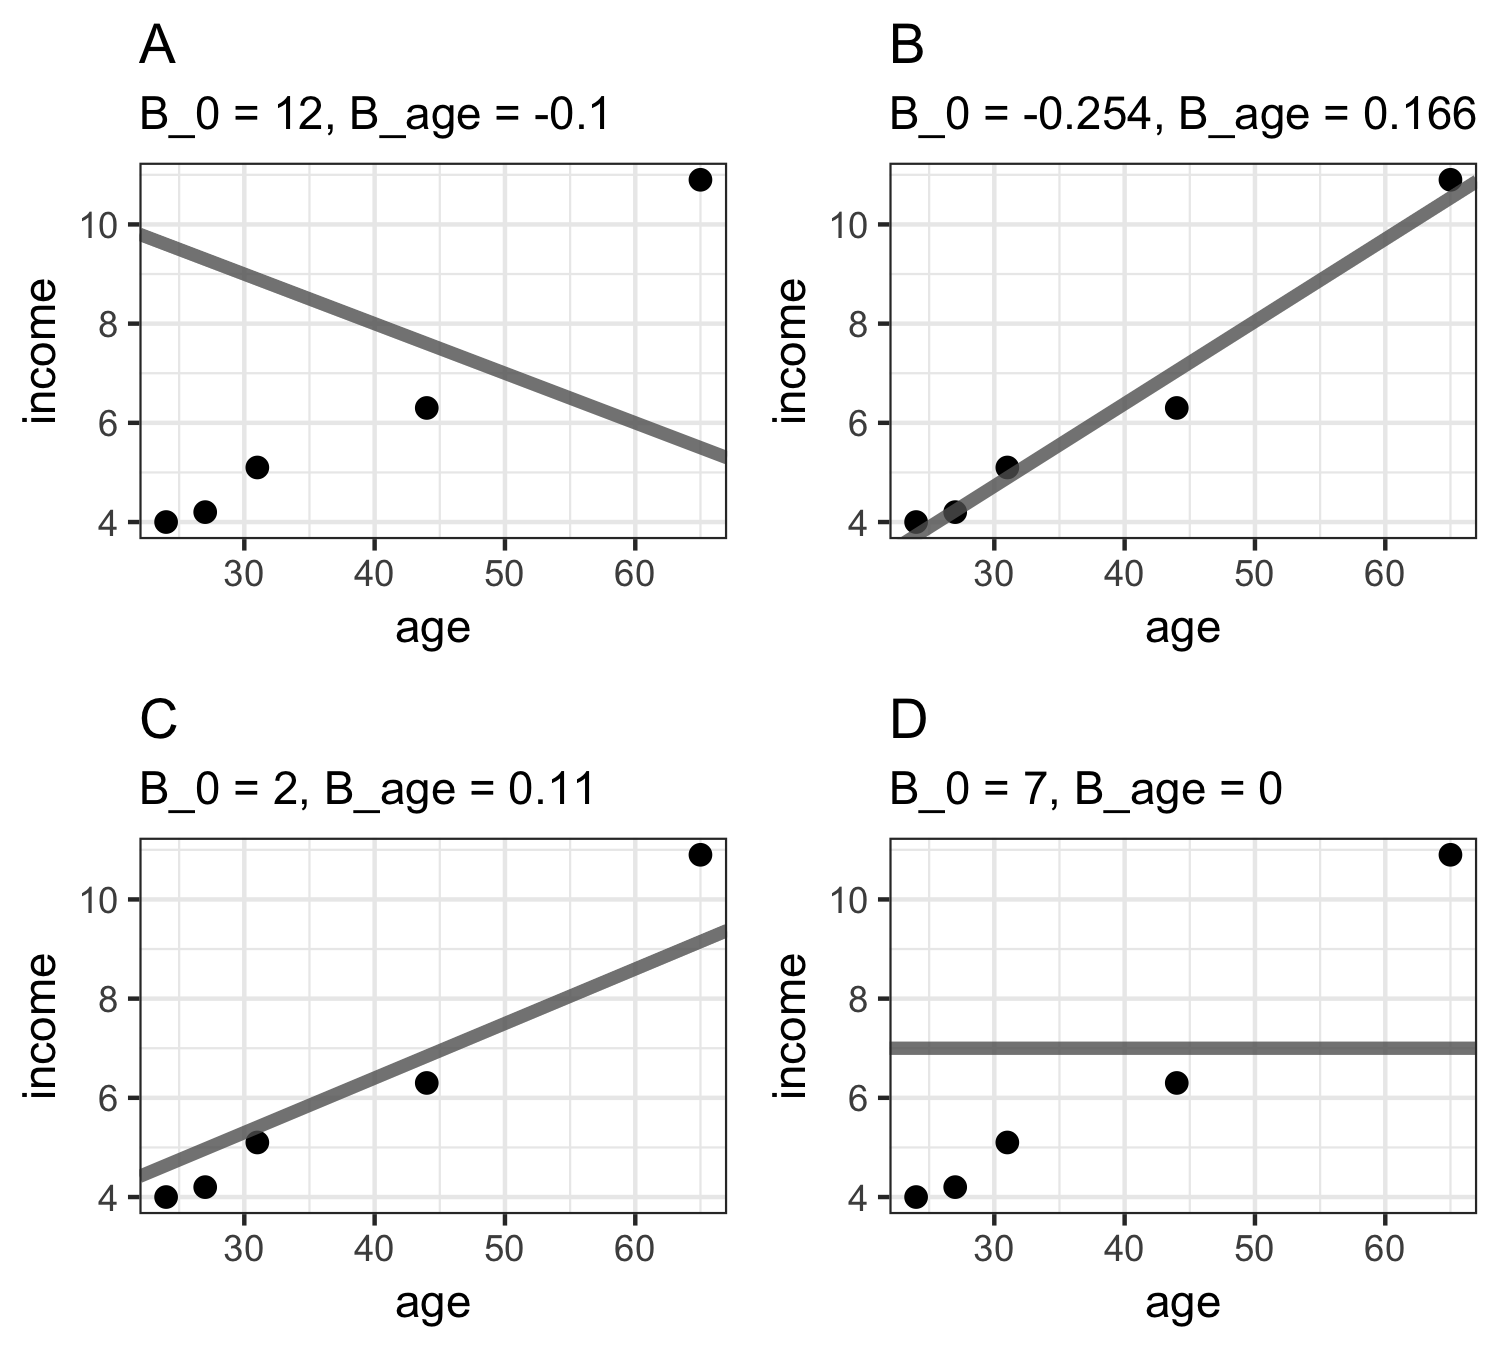 A
B_0 = 12, B_age = -0.1
10
8
6
4
income
30 40 50 60
age
B
B_0 = -0.254, B_age = 0.166
10
8
6
4
income
30 40 50 60
age
C
B_0 = 2, B_age = 0.11
10
8
6
4
income
30 40 50 60
age
D
B_0 = 7, B_age = 0
10
8
6
4
income
30 40 50 60
age